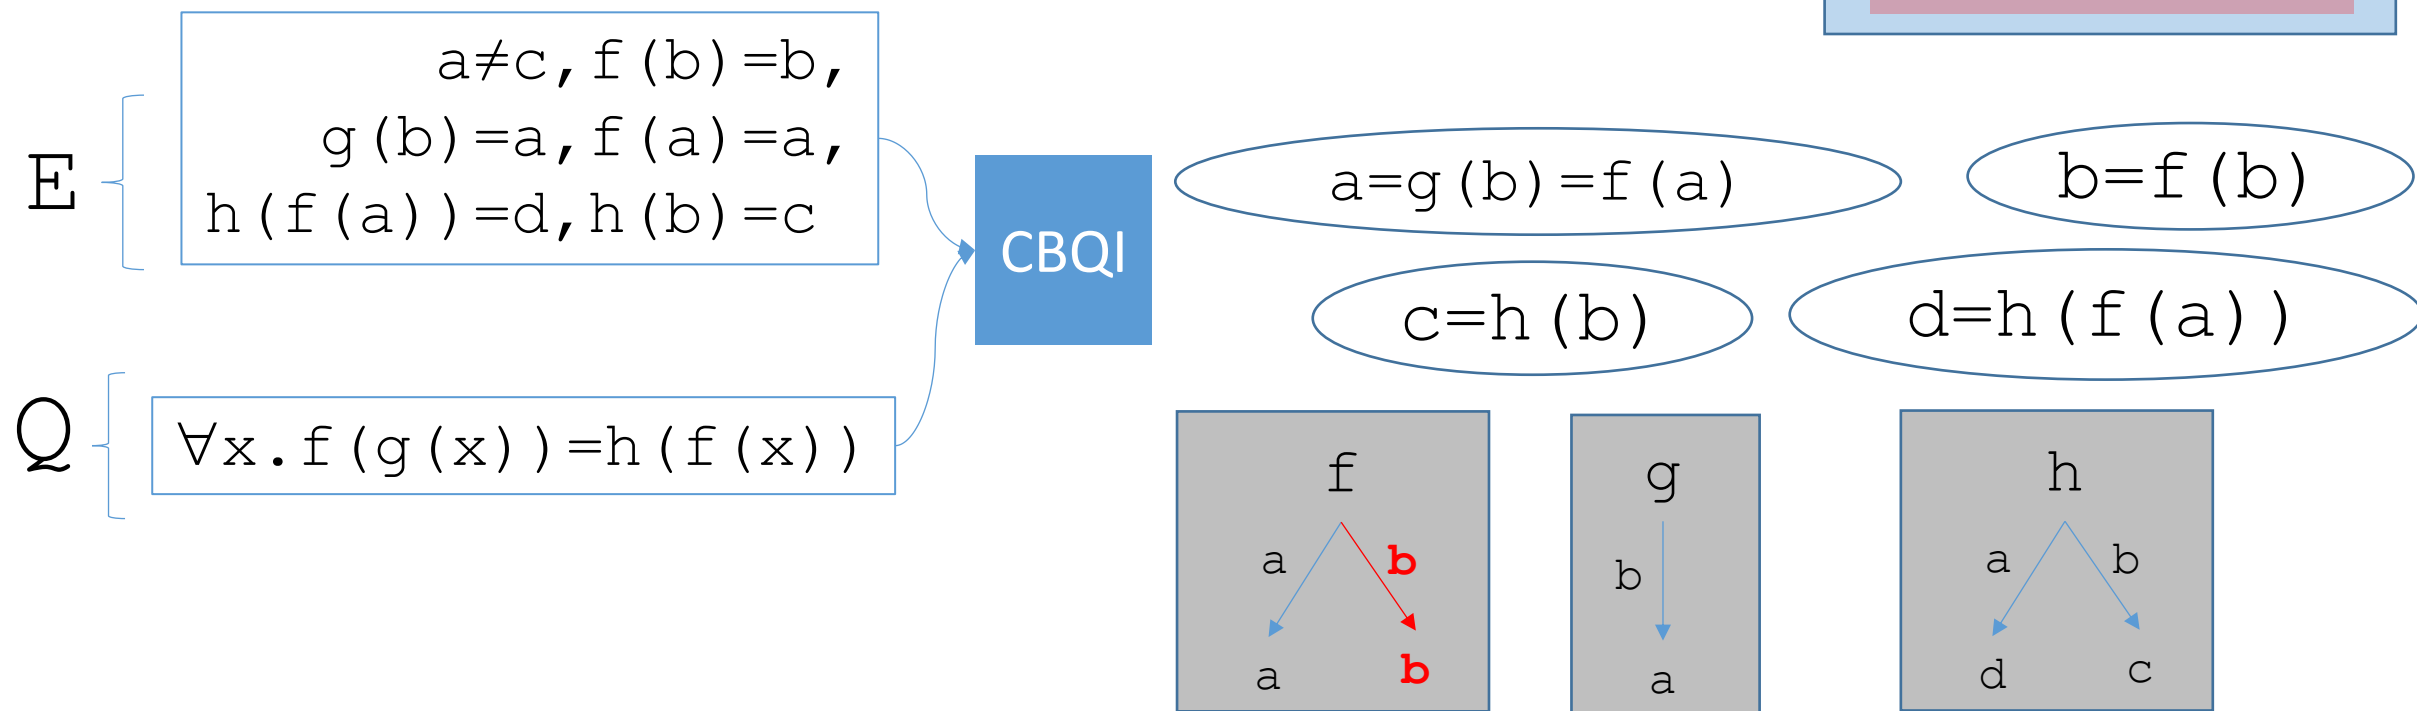 E
a≠c,f(b)=b,
g(b)=a,f(a)=a,
h(f(a))=d,h(b)=c
Q
∀x.f(g(x))=h(f(x))
CBQI
a=g(b)=f(a)
b=f(b)
c=h(b)
d=h(f(a))
f
a b
a b
g
b
a
h
a b
d c